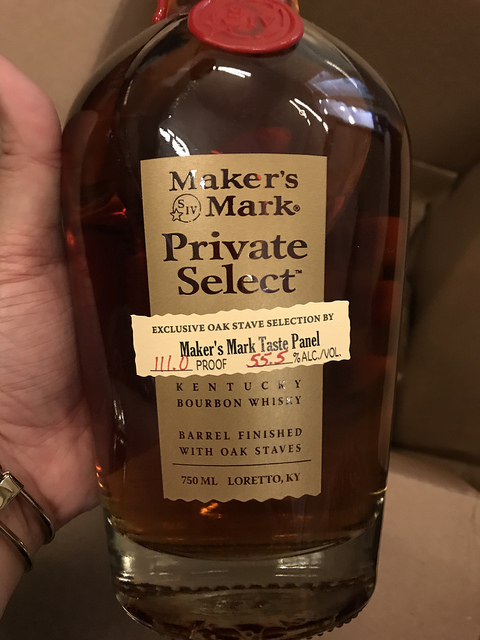 Maker's
SIV Mark®
Private
Select™
EXCLUSIVE OAK STAVE SELECTION BY
Maker's Mark Taste Panel
111.0 PROOF 55.5 % ALC./VOL.
KENTUCKY
BOURBON WHISKY
BARREL FINISHED
WITH OAK STAVES
750 ML LORETTO, KY